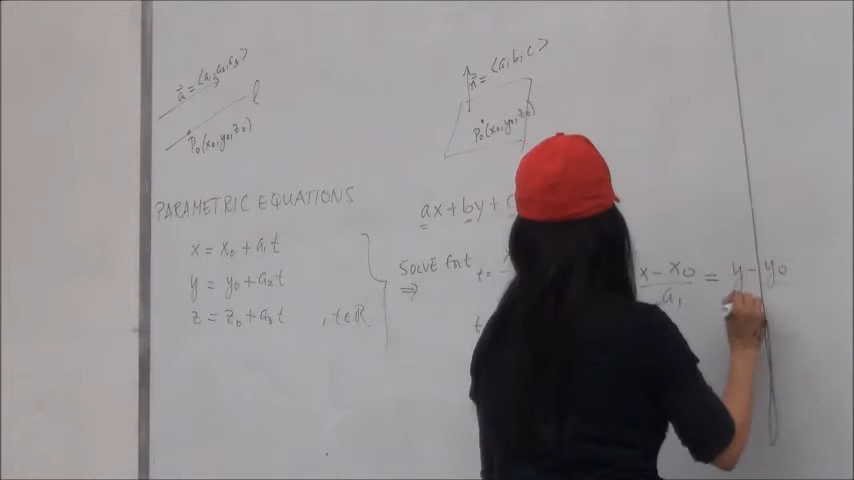 a⃗ = ⟨a₁, a₂, a₃⟩
l
P₀(x₀, y₀, z₀)
n⃗ = ⟨a, b, c⟩
P₀(x₀, y₀, z₀)
PARAMETRIC EQUATIONS
x = x₀ + a₁t
y = y₀ + a₂t
z = z₀ + a₃t , t∈ℝ
ax + by +
SOLVE for t
⇒
t =
t
x - x₀ / a₁ = y - y₀